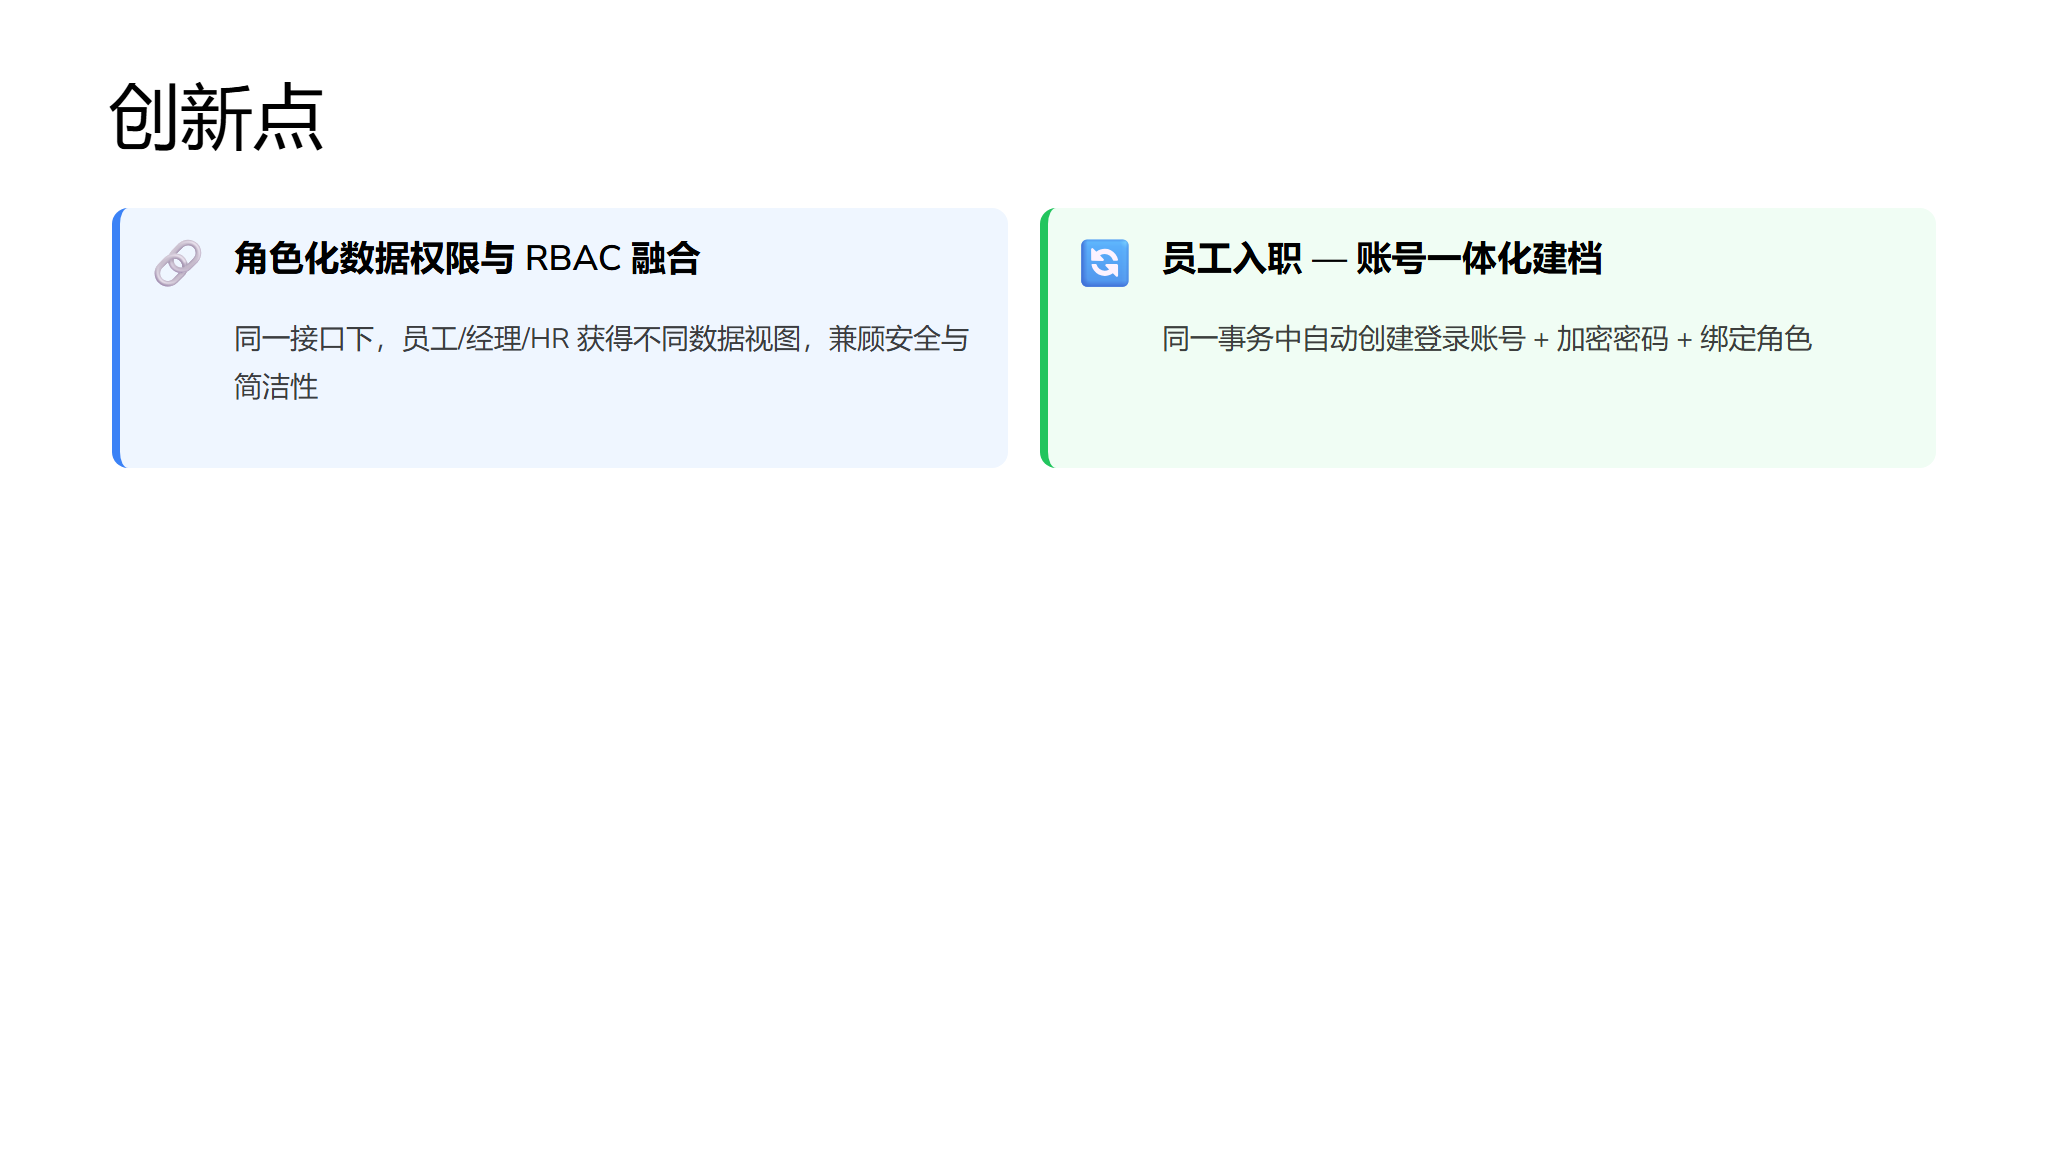 创新点
角色化数据权限与 RBAC 融合
同一接口下，员工/经理/HR 获得不同数据视图，兼顾安全与
简洁性
员工入职 — 账号一体化建档
同一事务中自动创建登录账号 + 加密密码 + 绑定角色